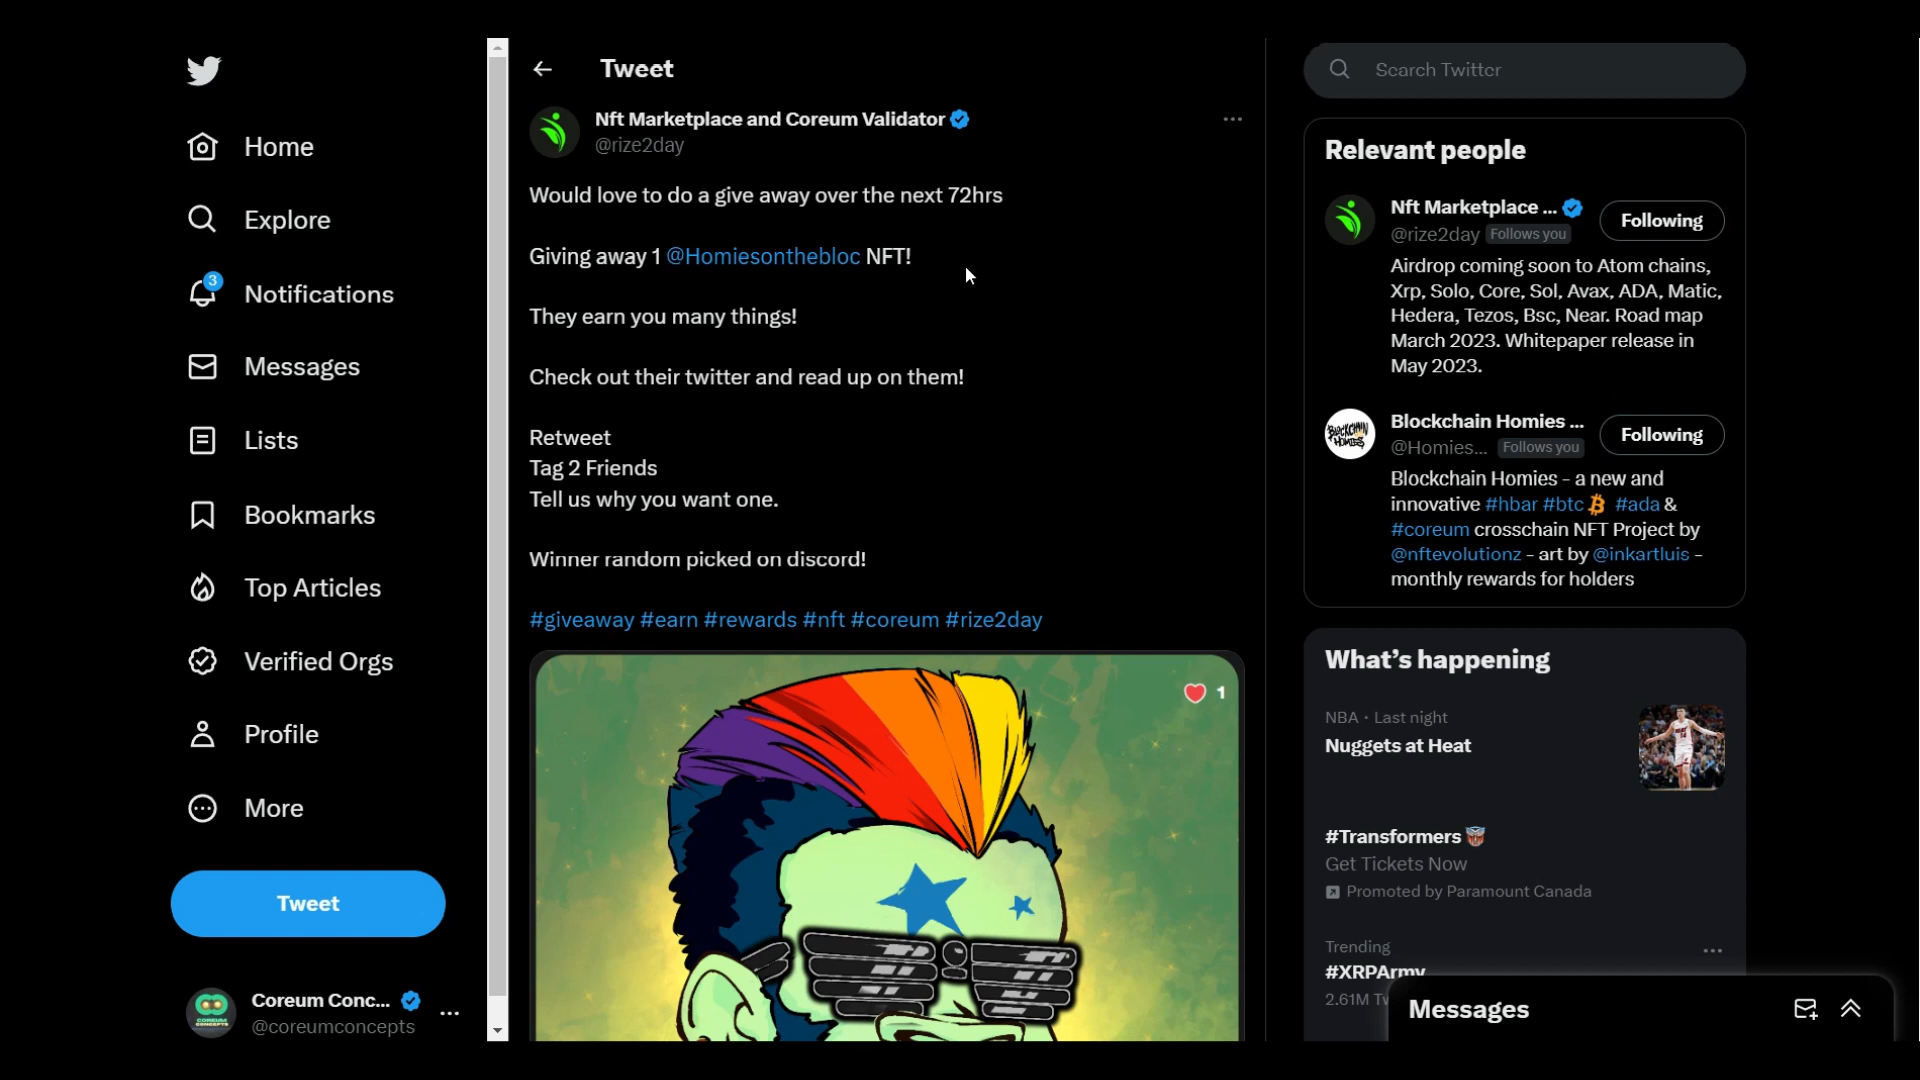 Home
Explore
3
Notifications
Messages
Lists
Bookmarks
Top Articles
Verified Orgs
Profile
More
Tweet
Coreum Conc...
@coreumconcepts
Tweet
Nft Marketplace and Coreum Validator
@rize2day
Would love to do a give away over the next 72hrs
Giving away 1 @Homiesonthebloc NFT!
They earn you many things!
Check out their twitter and read up on them!
Retweet
Tag 2 Friends
Tell us why you want one.
Winner random picked on discord!
#giveaway #earn #rewards #nft #coreum #rize2day
1
Search Twitter
Relevant people
Nft Marketplace ...
Following
@rize2day Follows you
Airdrop coming soon to Atom chains,
Xrp, Solo, Core, Sol, Avax, ADA, Matic,
Hedera, Tezos, Bsc, Near. Road map
March 2023. Whitepaper release in
May 2023.
BLOCKCHAIN
HOMIES
Blockchain Homies ...
Following
@Homies... Follows you
Blockchain Homies - a new and
innovative #hbar #btc #ada &
#coreum crosschain NFT Project by
@nftevolutionz - art by @inkartluis -
monthly rewards for holders
What's happening
NBA · Last night
Nuggets at Heat
#Transformers
Get Tickets Now
Promoted by Paramount Canada
Trending
#XRPArmy
2.61M Tw
Messages